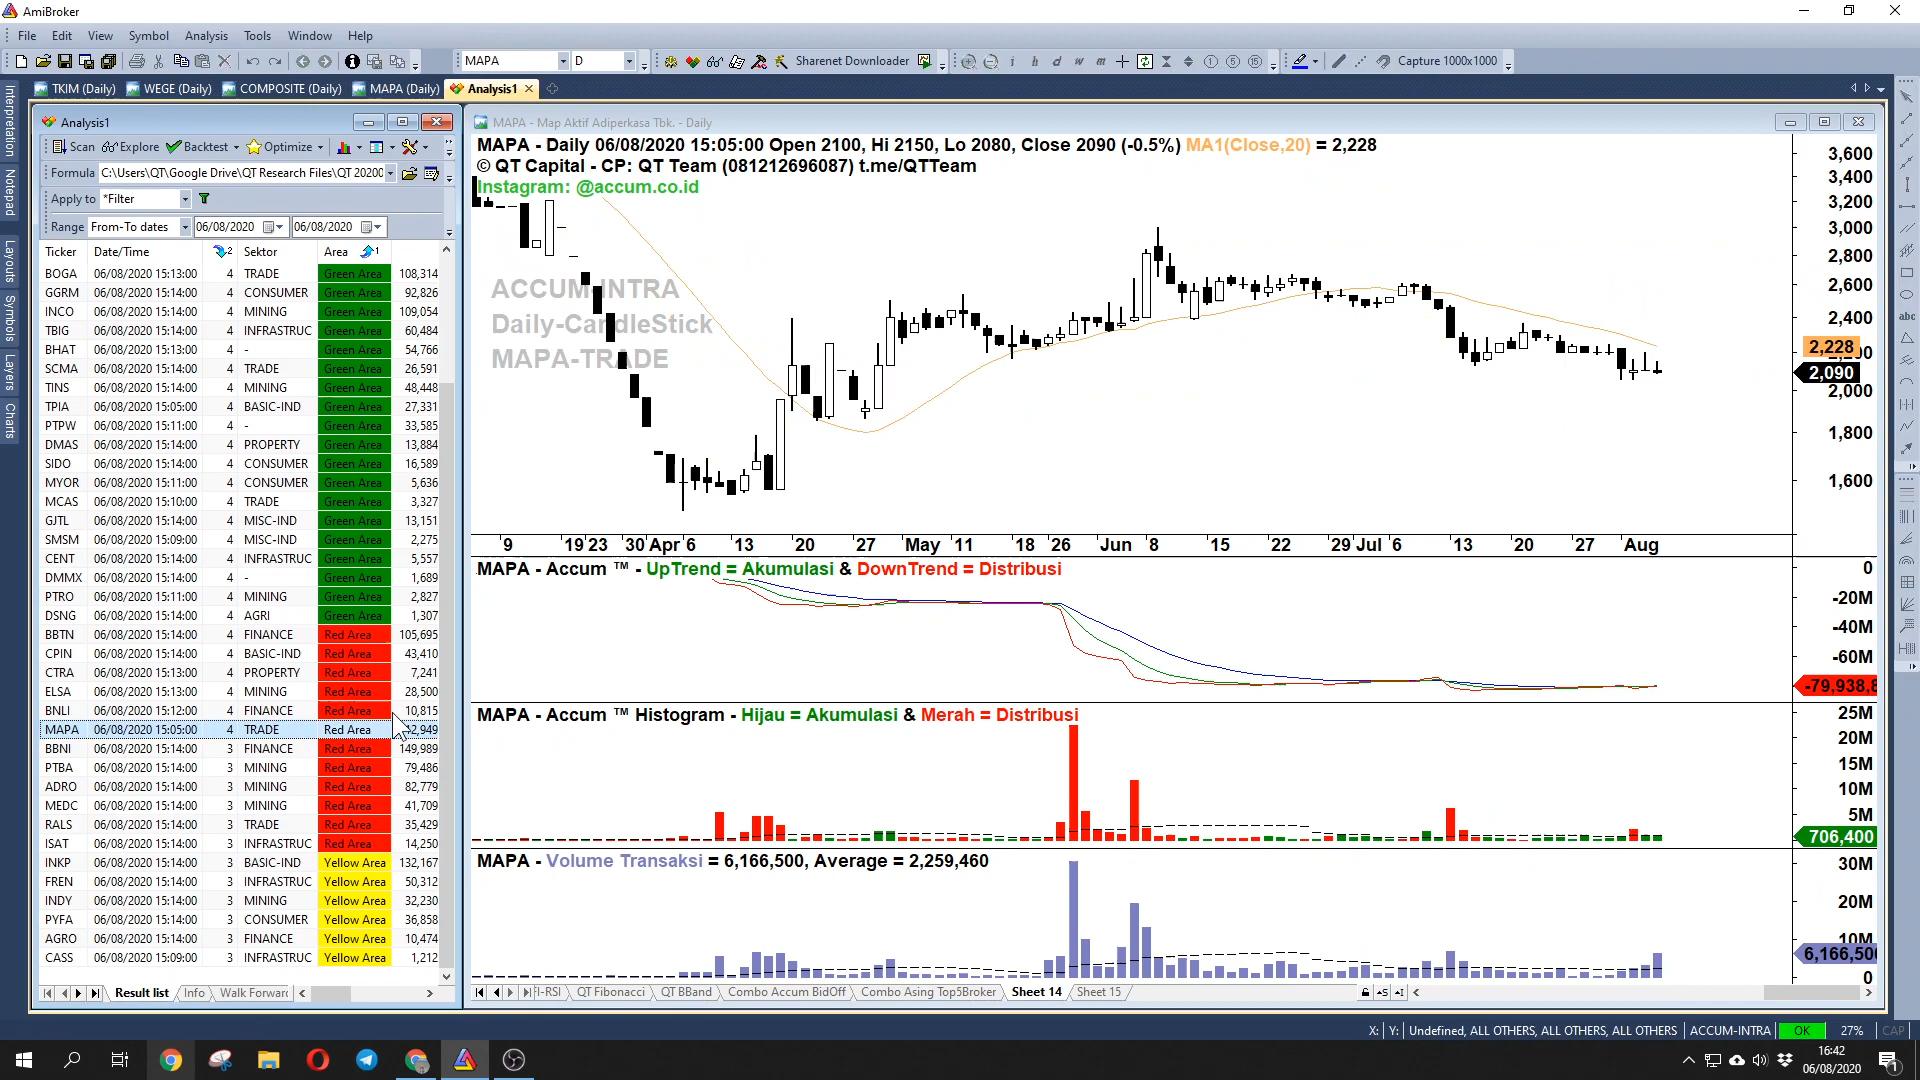 AmiBroker
File Edit View Symbol Analysis Tools Window Help
MAPA D Sharenet Downloader Capture 1000x1000
TKIM (Daily) WEGE (Daily) COMPOSITE (Daily) MAPA (Daily) Analysis1
Interpretation
Notepad
Layouts
Symbols
Layers
Charts
Analysis1
Scan Explore Backtest Optimize
Formula C:\Users\QT\Google Drive\QT Research Files\QT 2020
Apply to *Filter
Range From-To dates 06/08/2020 06/08/2020
Ticker Date/Time 2 Sektor Area 1
BOGA 06/08/2020 15:13:00 4 TRADE Green Area 108,314
GGRM 06/08/2020 15:14:00 4 CONSUMER Green Area 92,826
INCO 06/08/2020 15:14:00 4 MINING Green Area 109,054
TBIG 06/08/2020 15:14:00 4 INFRASTRUC Green Area 60,484
BHAT 06/08/2020 15:13:00 4 - Green Area 54,766
SCMA 06/08/2020 15:14:00 4 TRADE Green Area 26,591
TINS 06/08/2020 15:14:00 4 MINING Green Area 48,448
TPIA 06/08/2020 15:05:00 4 BASIC-IND Green Area 27,331
PTPW 06/08/2020 15:11:00 4 - Green Area 33,585
DMAS 06/08/2020 15:14:00 4 PROPERTY Green Area 13,884
SIDO 06/08/2020 15:14:00 4 CONSUMER Green Area 16,589
MYOR 06/08/2020 15:11:00 4 CONSUMER Green Area 5,636
MCAS 06/08/2020 15:10:00 4 TRADE Green Area 3,327
GJTL 06/08/2020 15:14:00 4 MISC-IND Green Area 13,151
SMSM 06/08/2020 15:09:00 4 MISC-IND Green Area 2,275
CENT 06/08/2020 15:14:00 4 INFRASTRUC Green Area 5,557
DMMX 06/08/2020 15:14:00 4 - Green Area 1,689
PTRO 06/08/2020 15:11:00 4 MINING Green Area 2,827
DSNG 06/08/2020 15:14:00 4 AGRI Green Area 1,307
BBTN 06/08/2020 15:14:00 4 FINANCE Red Area 105,695
CPIN 06/08/2020 15:14:00 4 BASIC-IND Red Area 43,410
CTRA 06/08/2020 15:13:00 4 PROPERTY Red Area 7,241
ELSA 06/08/2020 15:13:00 4 MINING Red Area 28,500
BNLI 06/08/2020 15:12:00 4 FINANCE Red Area 10,815
MAPA 06/08/2020 15:05:00 4 TRADE Red Area 2,949
BBNI 06/08/2020 15:14:00 3 FINANCE Red Area 149,989
PTBA 06/08/2020 15:14:00 3 MINING Red Area 79,486
ADRO 06/08/2020 15:14:00 3 MINING Red Area 82,779
MEDC 06/08/2020 15:14:00 3 MINING Red Area 41,709
RALS 06/08/2020 15:14:00 3 TRADE Red Area 35,429
ISAT 06/08/2020 15:14:00 3 INFRASTRUC Red Area 14,250
INKP 06/08/2020 15:14:00 3 BASIC-IND Yellow Area 132,167
FREN 06/08/2020 15:14:00 3 INFRASTRUC Yellow Area 50,312
INDY 06/08/2020 15:14:00 3 MINING Yellow Area 32,230
PYFA 06/08/2020 15:14:00 3 CONSUMER Yellow Area 36,858
AGRO 06/08/2020 15:14:00 3 FINANCE Yellow Area 10,474
CASS 06/08/2020 15:09:00 3 INFRASTRUC Yellow Area 1,212
Result list Info Walk Forward
MAPA - Map Aktif Adiperkasa Tbk. - Daily
MAPA - Daily 06/08/2020 15:05:00 Open 2100, Hi 2150, Lo 2080, Close 2090 (-0.5%) MA1(Close,20) = 2,228
© QT Capital - CP: QT Team (081212696087) t.me/QTTeam
Instagram: @accum.co.id
ACCUM-INTRA
Daily-CandleStick
MAPA-TRADE
3,600
3,400
3,200
3,000
2,800
2,600
2,400
2,228
2,090
2,000
1,800
1,600
9 19 23 30 Apr 6 13 20 27 May 11 18 26 Jun 8 15 22 29 Jul 6 13 20 27 Aug
MAPA - Accum ™ - UpTrend = Akumulasi & DownTrend = Distribusi
0
-20M
-40M
-60M
-79,938,8
MAPA - Accum ™ Histogram - Hijau = Akumulasi & Merah = Distribusi
25M
20M
15M
10M
5M
706,400
MAPA - Volume Transaksi = 6,166,500, Average = 2,259,460
30M
20M
10M
6,166,500
0
FI-RSI QT Fibonacci QT BBand Combo Accum BidOff Combo Asing Top5Broker Sheet 14 Sheet 15
X: Y: Undefined, ALL OTHERS, ALL OTHERS, ALL OTHERS ACCUM-INTRA OK 27% CAP
16:42
06/08/2020
1